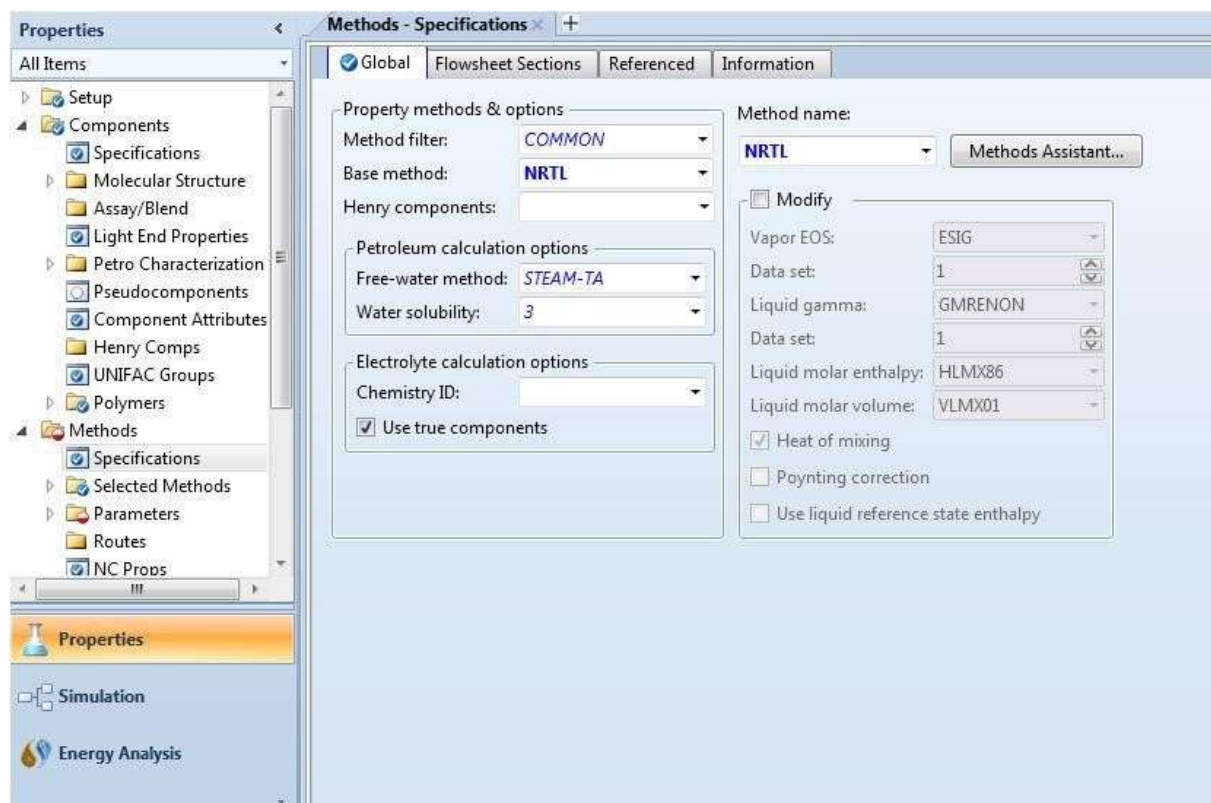 Properties
All Items
Setup
Components
Specifications
Molecular Structure
Assay/Blend
Light End Properties
Petro Characterization
Pseudocomponents
Component Attributes
Henry Comps
UNIFAC Groups
Polymers
Methods
Specifications
Selected Methods
Parameters
Routes
NC Props
Properties
Simulation
Energy Analysis
Methods - Specifications
Global Flowsheet Sections Referenced Information
Property methods & options
Method filter: COMMON
Base method: NRTL
Henry components:
Petroleum calculation options
Free-water method: STEAM-TA
Water solubility: 3
Electrolyte calculation options
Chemistry ID:
Use true components
Method name:
NRTL Methods Assistant...
Modify
Vapor EOS: ESIG
Data set: 1
Liquid gamma: GMRENON
Data set: 1
Liquid molar enthalpy: HLMX86
Liquid molar volume: VLMX01
Heat of mixing
Poynting correction
Use liquid reference state enthalpy